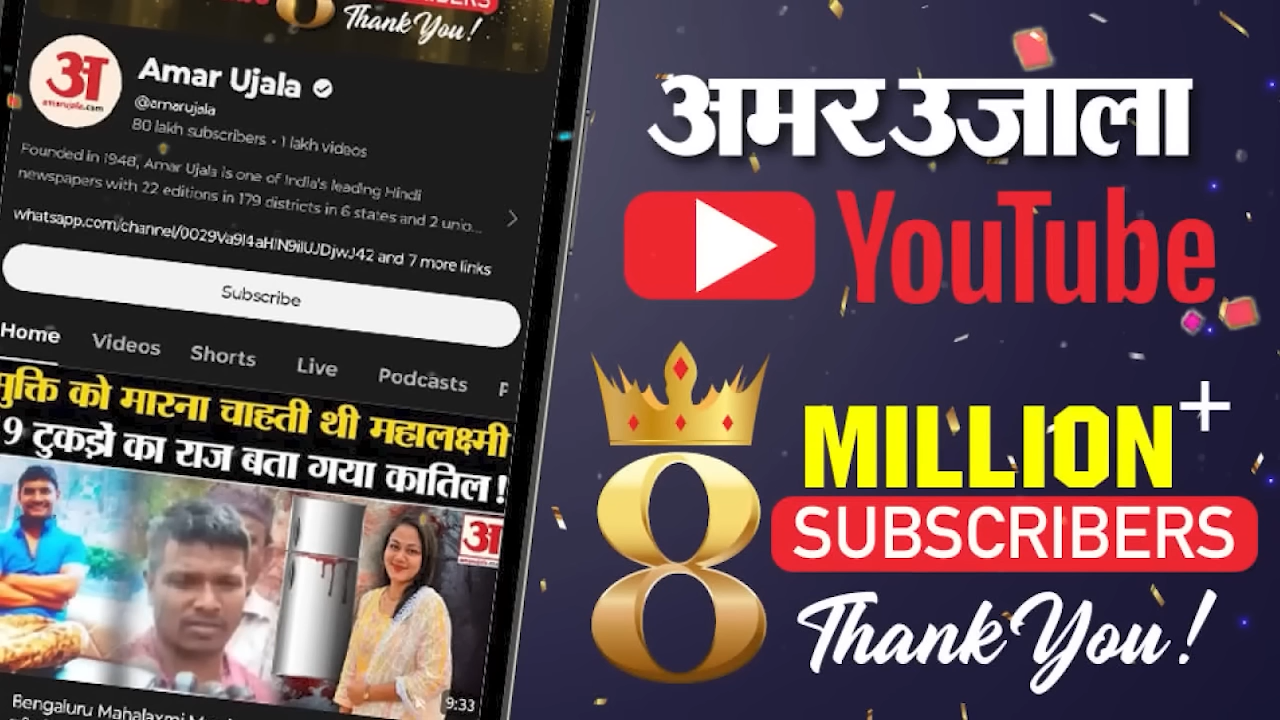 SUBSCRIBERS
8 Thank You!
अ
amarujala.com
Amar Ujala
@amarujala
80 lakh subscribers • 1 lakh videos
Founded in 1948, Amar Ujala is one of India's leading Hindi
newspapers with 22 editions in 179 districts in 6 states and 2 unio...
and 7 more links
Subscribe
Home Videos Shorts Live Podcasts P
मुक्ति को मारना चाहती थी महालक्ष्मी
9 टुकड़ों का राज बता गया कातिल!
अ
9:33
Bengaluru Mahalaxmi
अमर उजाला
YouTube
8 MILLION+
SUBSCRIBERS
Thank You!